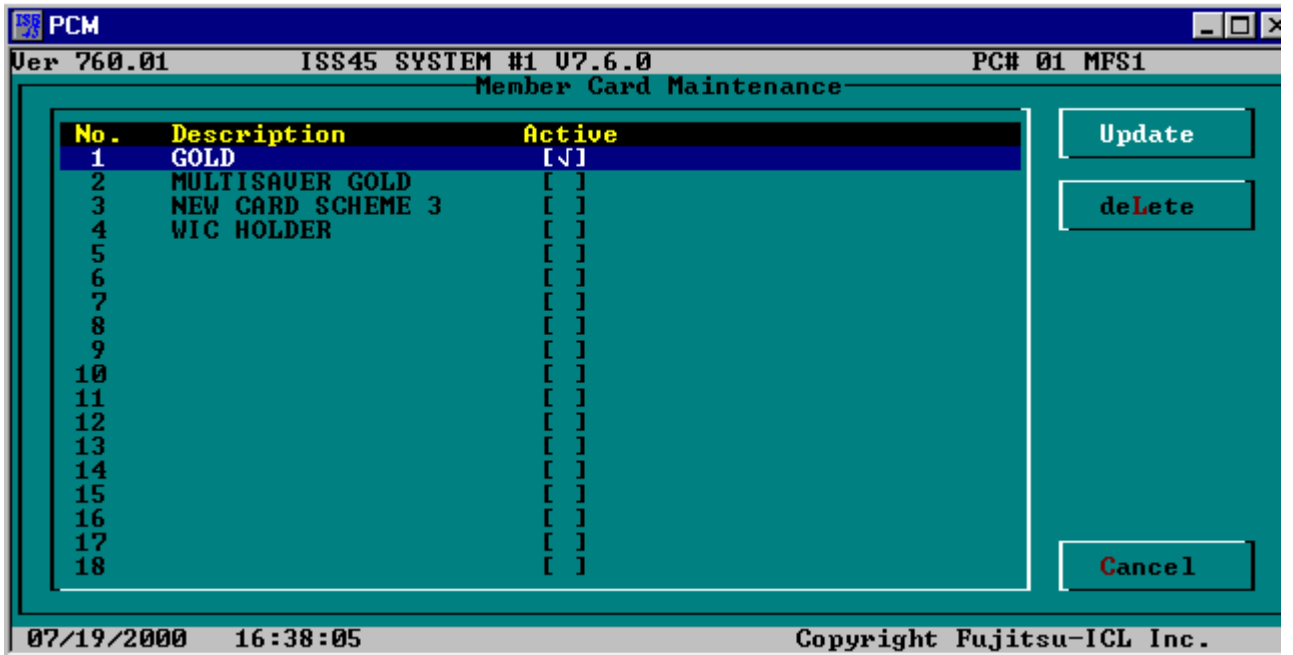 PCM
Ver 760.01 ISS45 SYSTEM #1 V7.6.0 PC# 01 MFS1
Member Card Maintenance
No. Description Active Update
1 GOLD [√]
2 MULTISAVER GOLD [ ]
3 NEW CARD SCHEME 3 [ ] deLete
4 WIC HOLDER [ ]
5 [ ]
6 [ ]
7 [ ]
8 [ ]
9 [ ]
10 [ ]
11 [ ]
12 [ ]
13 [ ]
14 [ ]
15 [ ]
16 [ ]
17 [ ]
18 [ ] Cancel
07/19/2000 16:38:05 Copyright Fujitsu-ICL Inc.